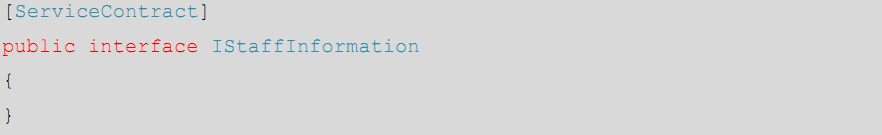 [ServiceContract]
public interface IStaffInformation
{
}